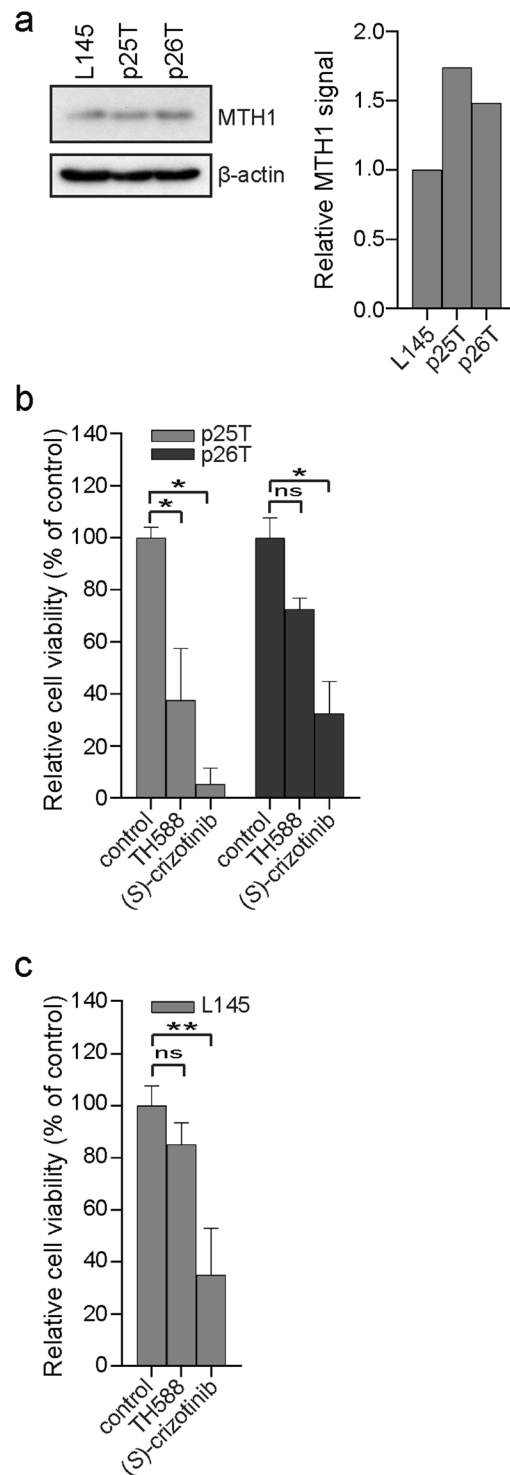 a
L145
p25T
p26T
MTH1
β-actin
Relative MTH1 signal
2.0
1.5
1.0
0.5
0.0
L145
p25T
p26T
b
Relative cell viability (% of control)
140
120
100
80
60
40
20
0
p25T
p26T
*
*
*
ns
control
TH588
(S)-crizotinib
control
TH588
(S)-crizotinib
c
Relative cell viability (% of control)
140
120
100
80
60
40
20
0
L145
**
ns
control
TH588
(S)-crizotinib